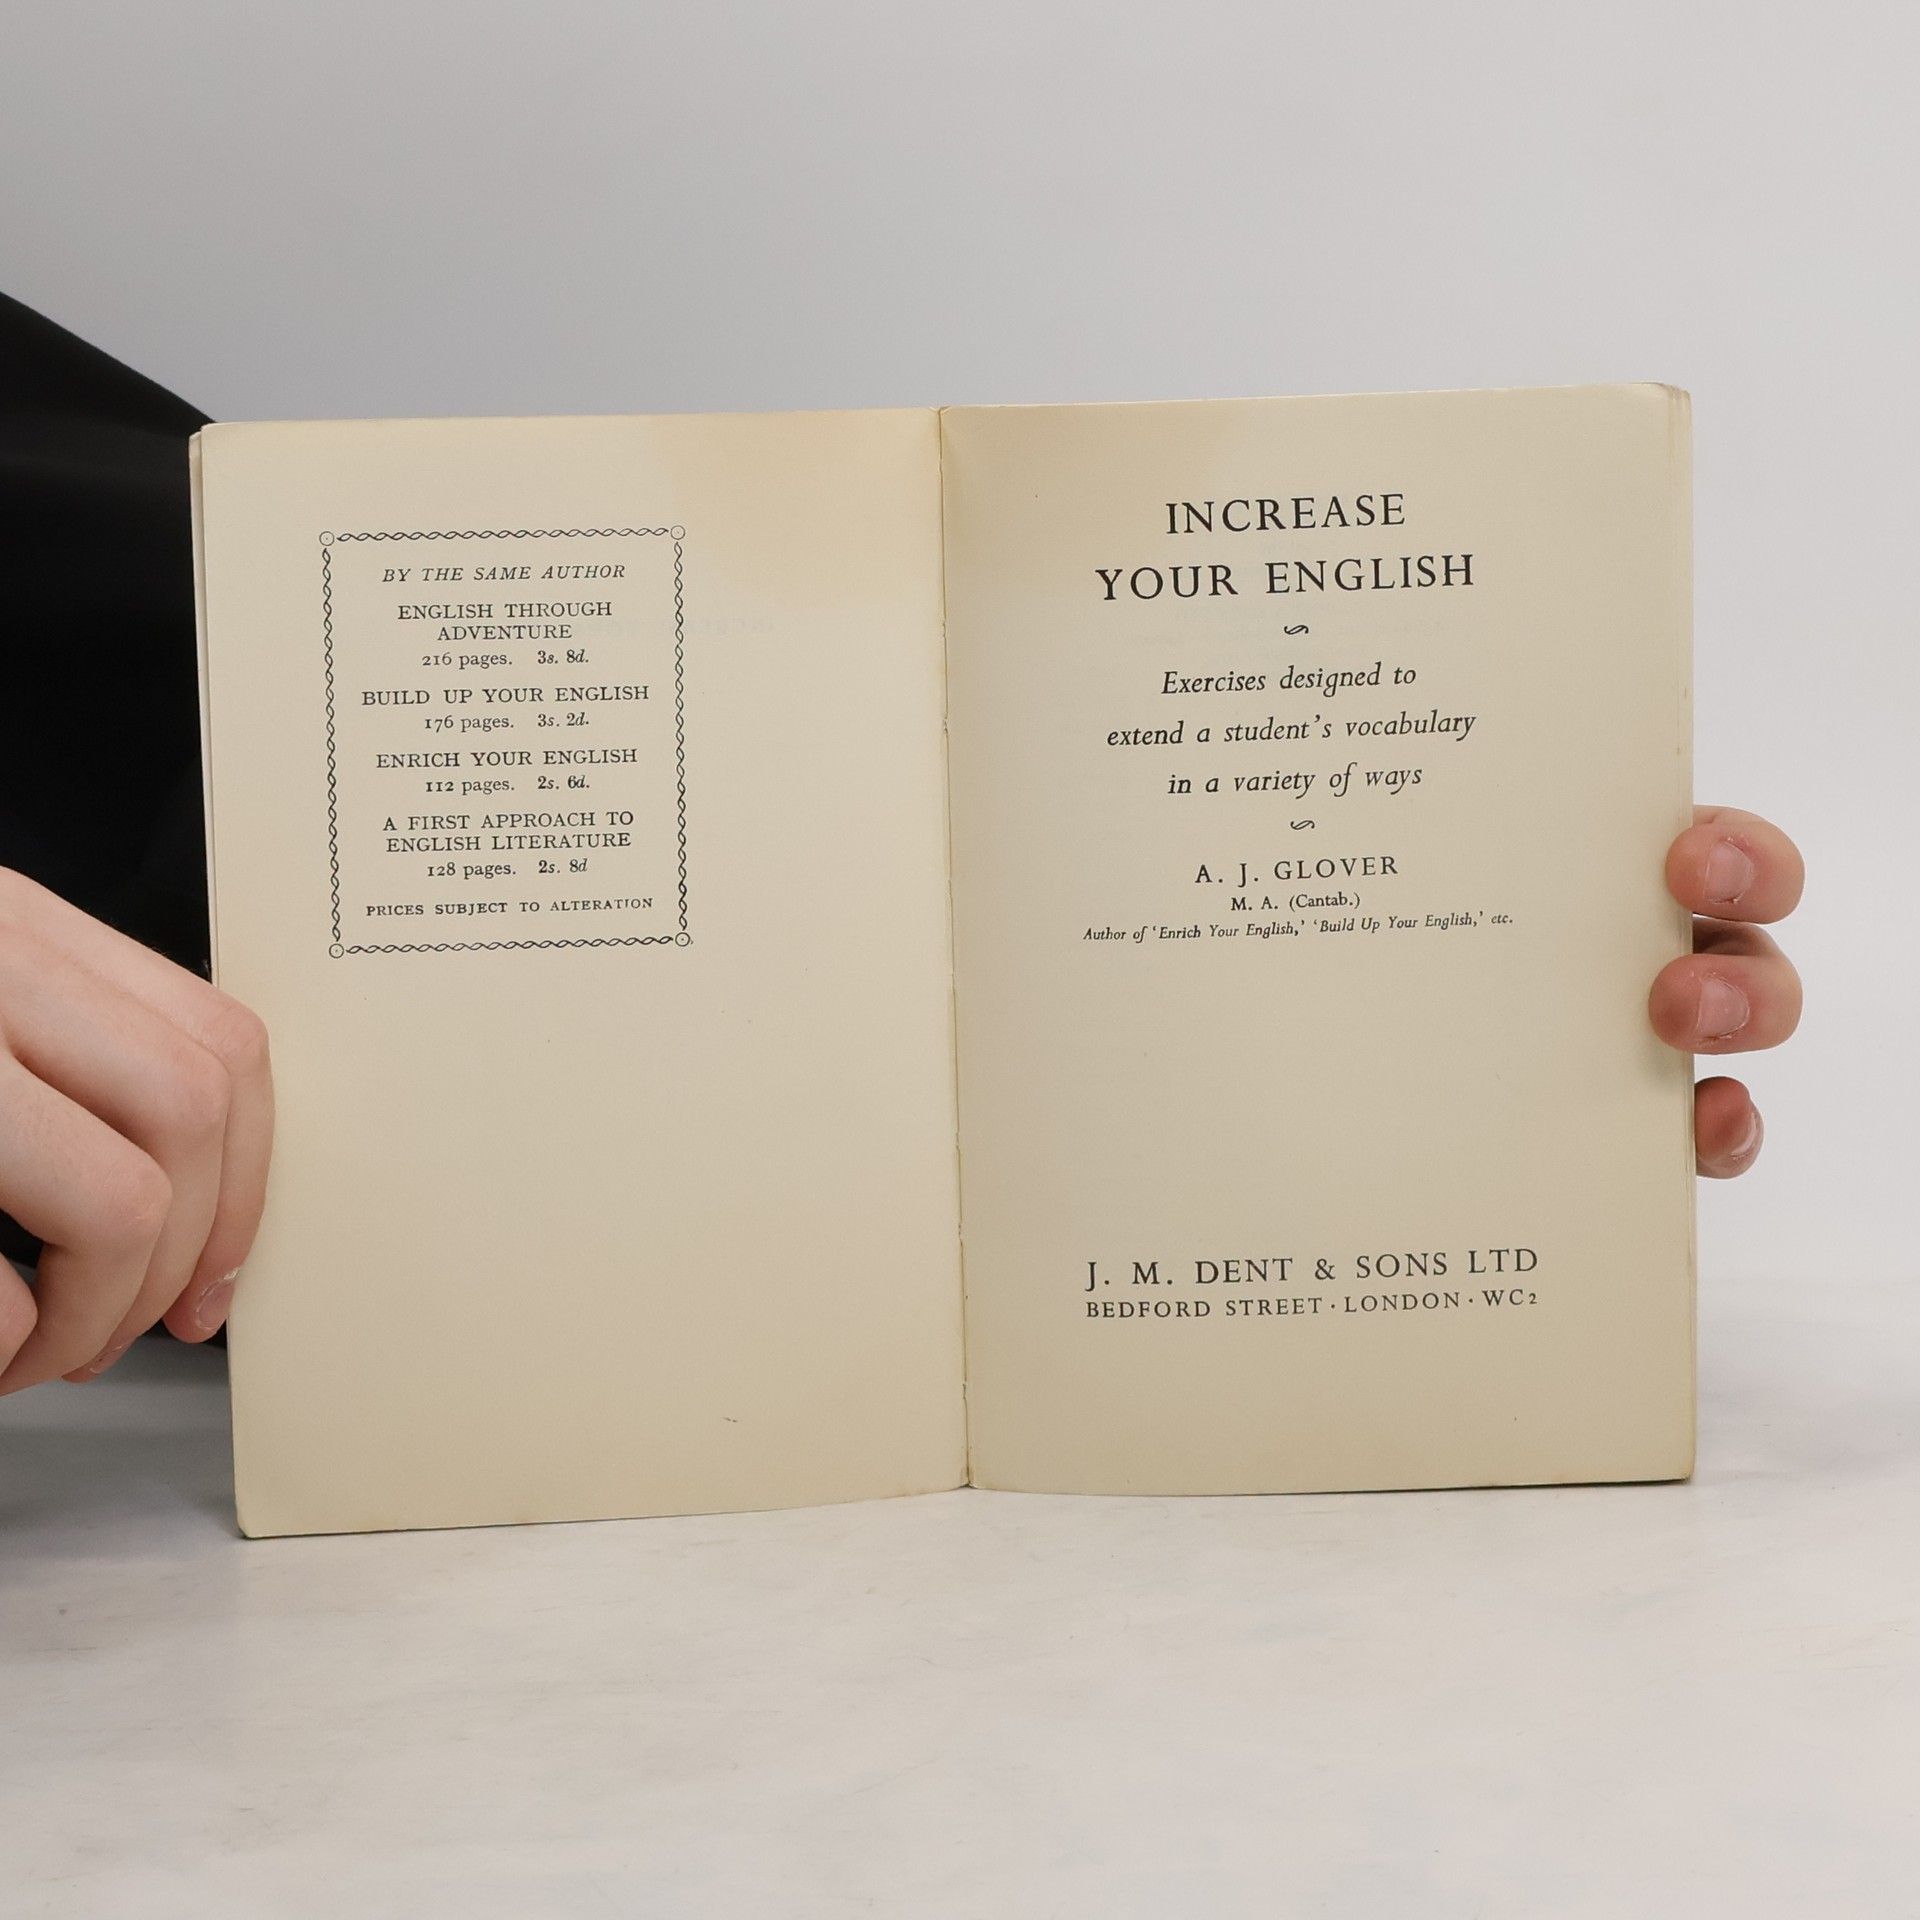 BY THE SAME AUTHOR
ENGLISH THROUGH
ADVENTURE
216 pages. 3s. 8d.
BUILD UP YOUR ENGLISH
176 pages. 3s. 2d.
ENRICH YOUR ENGLISH
112 pages. 2s. 6d.
A FIRST APPROACH TO
ENGLISH LITERATURE
128 pages. 2s. 8d
PRICES SUBJECT TO ALTERATION
INCREASE
YOUR ENGLISH
Exercises designed to
extend a student's vocabulary
in a variety of ways
A. J. GLOVER
M. A. (Cantab.)
Author of 'Enrich Your English,' 'Build Up Your English,' etc.
J. M. DENT & SONS LTD
BEDFORD STREET · LONDON · WC2